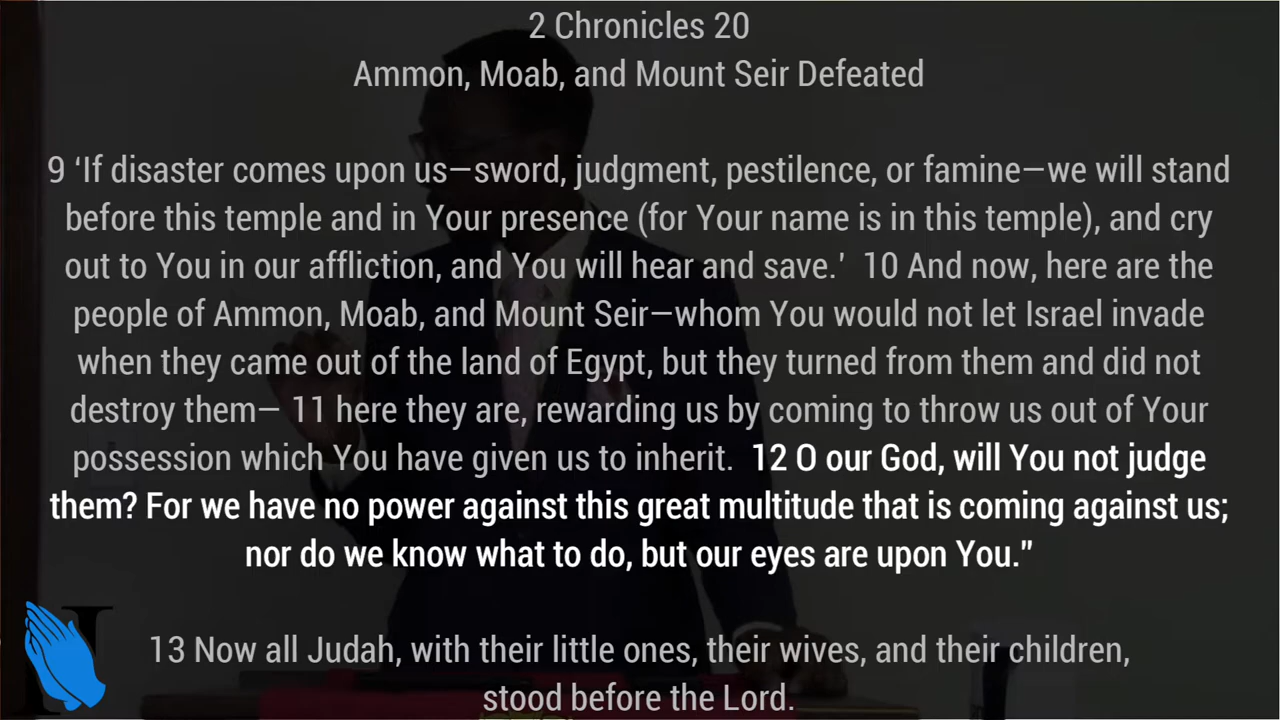 2 Chronicles 20
Ammon, Moab, and Mount Seir Defeated
9 ‘If disaster comes upon us—sword, judgment, pestilence, or famine—we will stand
before this temple and in Your presence (for Your name is in this temple), and cry
out to You in our affliction, and You will hear and save.’ 10 And now, here are the
people of Ammon, Moab, and Mount Seir—whom You would not let Israel invade
when they came out of the land of Egypt, but they turned from them and did not
destroy them— 11 here they are, rewarding us by coming to throw us out of Your
possession which You have given us to inherit. 12 O our God, will You not judge
them? For we have no power against this great multitude that is coming against us;
nor do we know what to do, but our eyes are upon You.”
13 Now all Judah, with their little ones, their wives, and their children,
stood before the Lord.